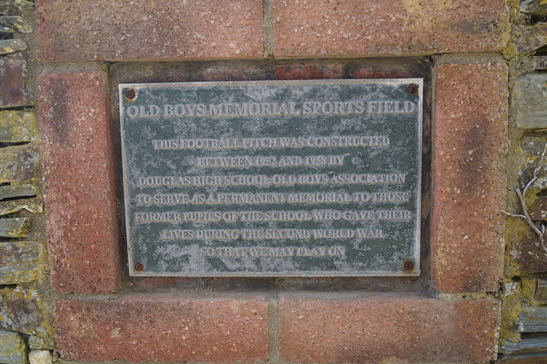 OLD BOYS MEMORIAL SPORTS FIELD
THIS FOOTBALL PITCH WAS CONSTRUCTED
BETWEEN 1952 AND 1958 BY
DOUGLAS HIGH SCHOOL OLD BOYS ASSOCIATION
TO SERVE AS A PERMANENT MEMORIAL TO THOSE
FORMER PUPILS OF THE SCHOOL WHO GAVE THEIR
LIVES DURING THE SECOND WORLD WAR
SO THAT WE MAY PLAY ON